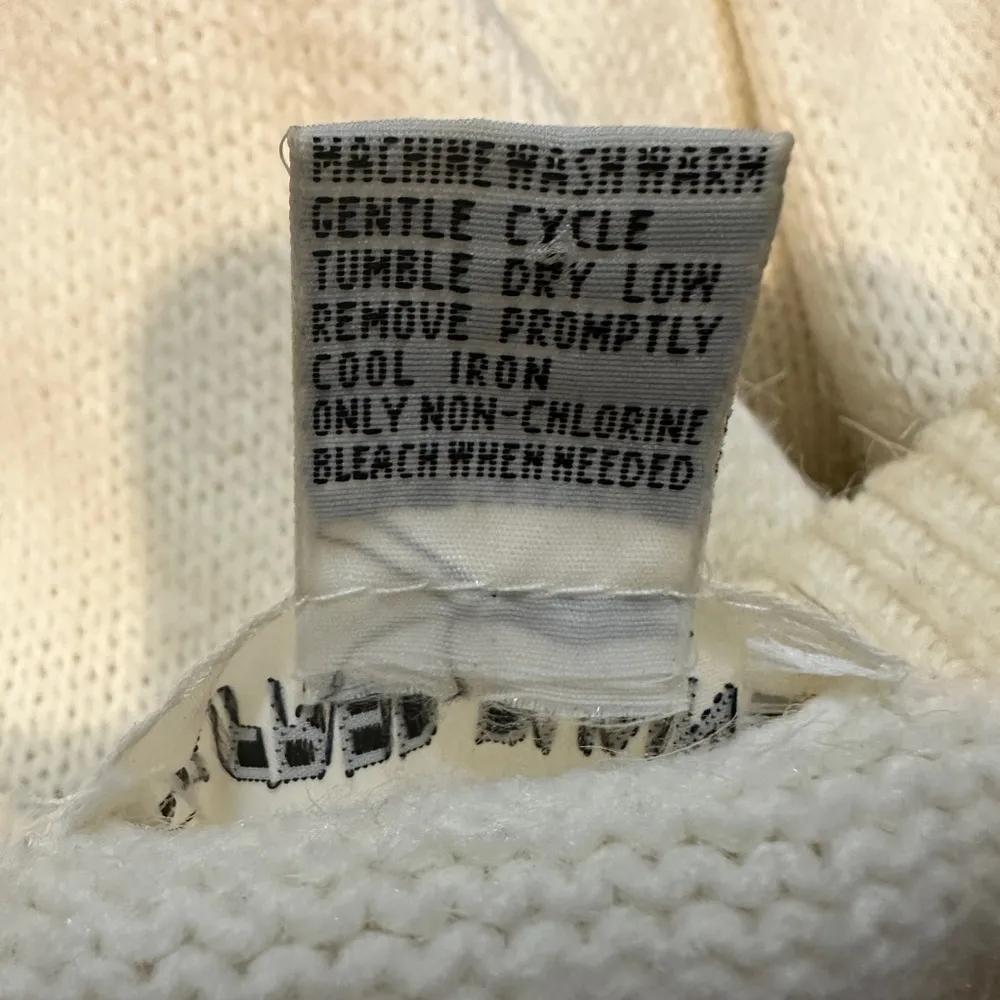 MACHINE WASH WARM
GENTLE CYCLE
TUMBLE DRY LOW
REMOVE PROMPTLY
COOL IRON
ONLY NON-CHLORINE
BLEACH WHEN NEEDED